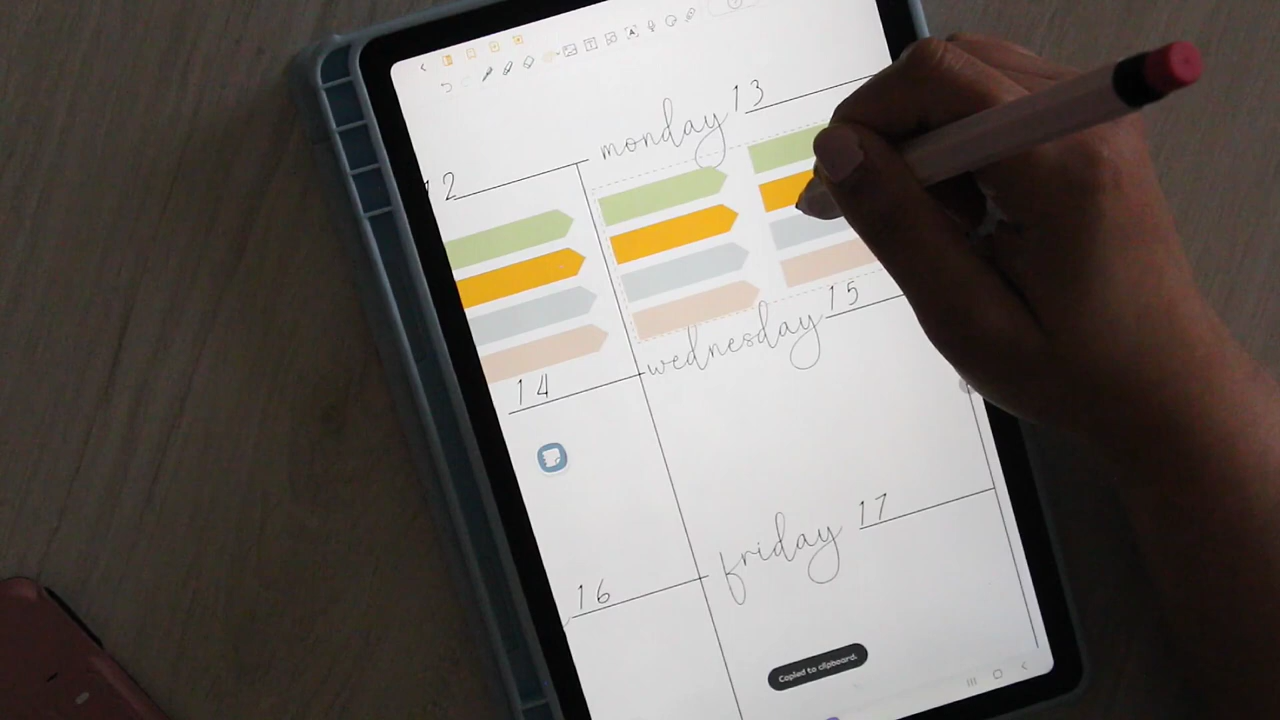 monday 13
12
wednesday 15
14
friday 17
16
Copied to clipboard.